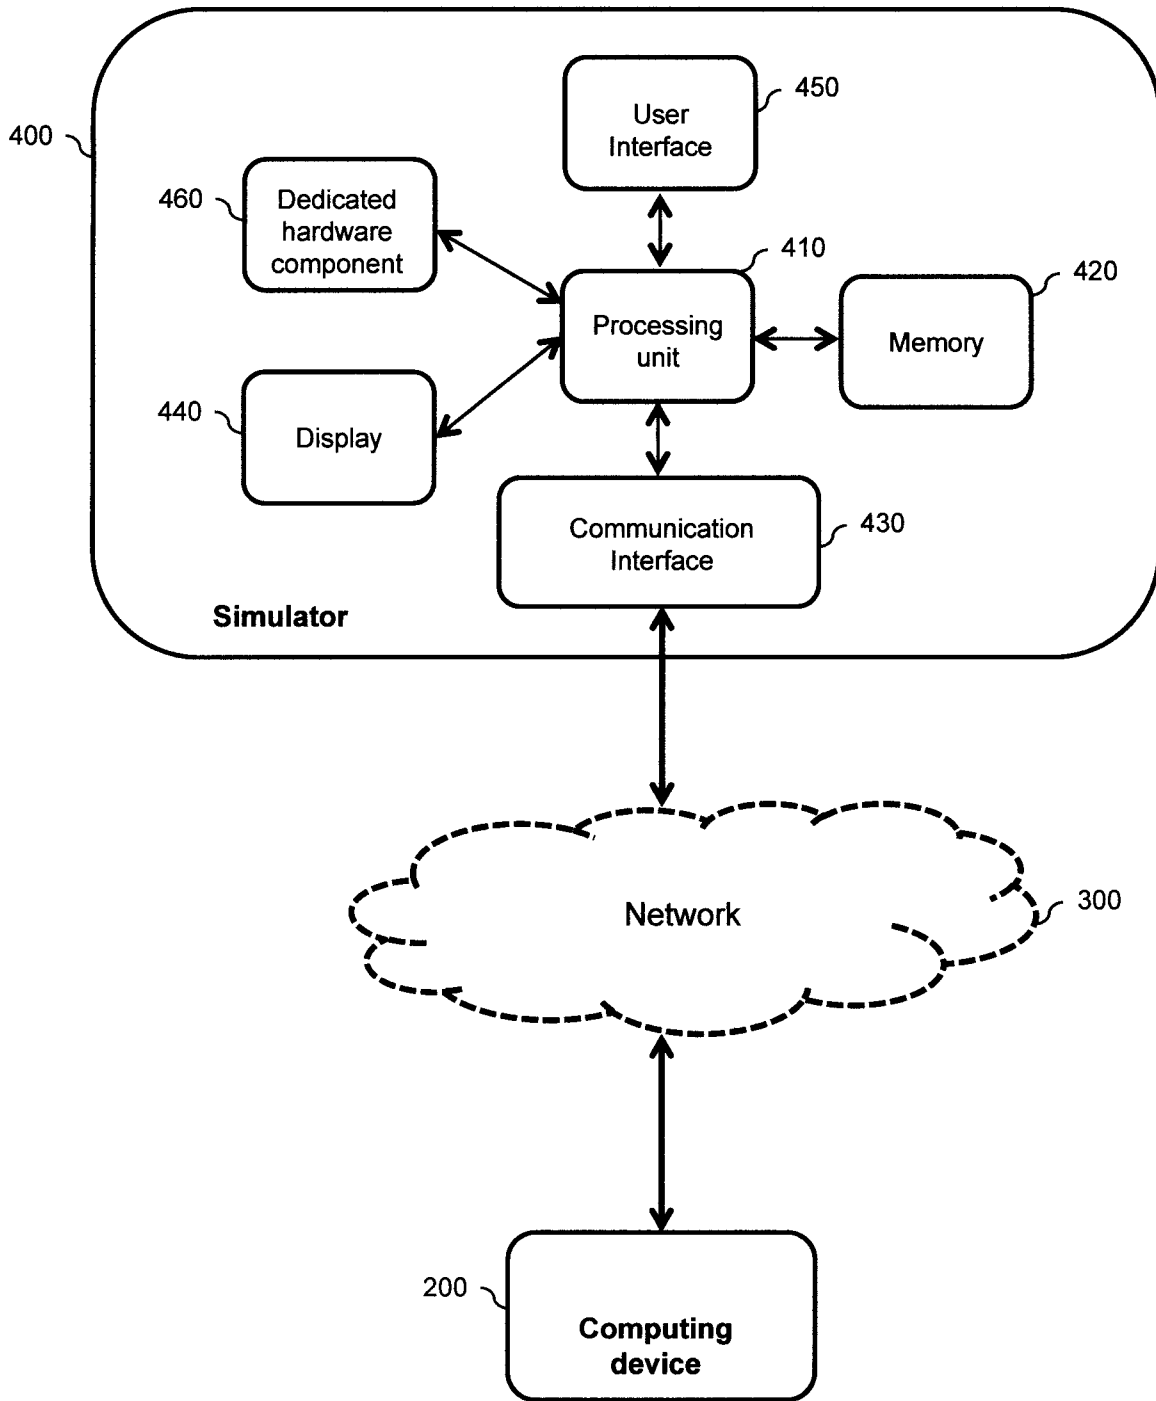 450
User
Interface
400
460
Dedicated
hardware
component
410
420
Processing
unit
Memory
440
Display
430
Communication
Interface
Simulator
Network
300
200
Computing
device